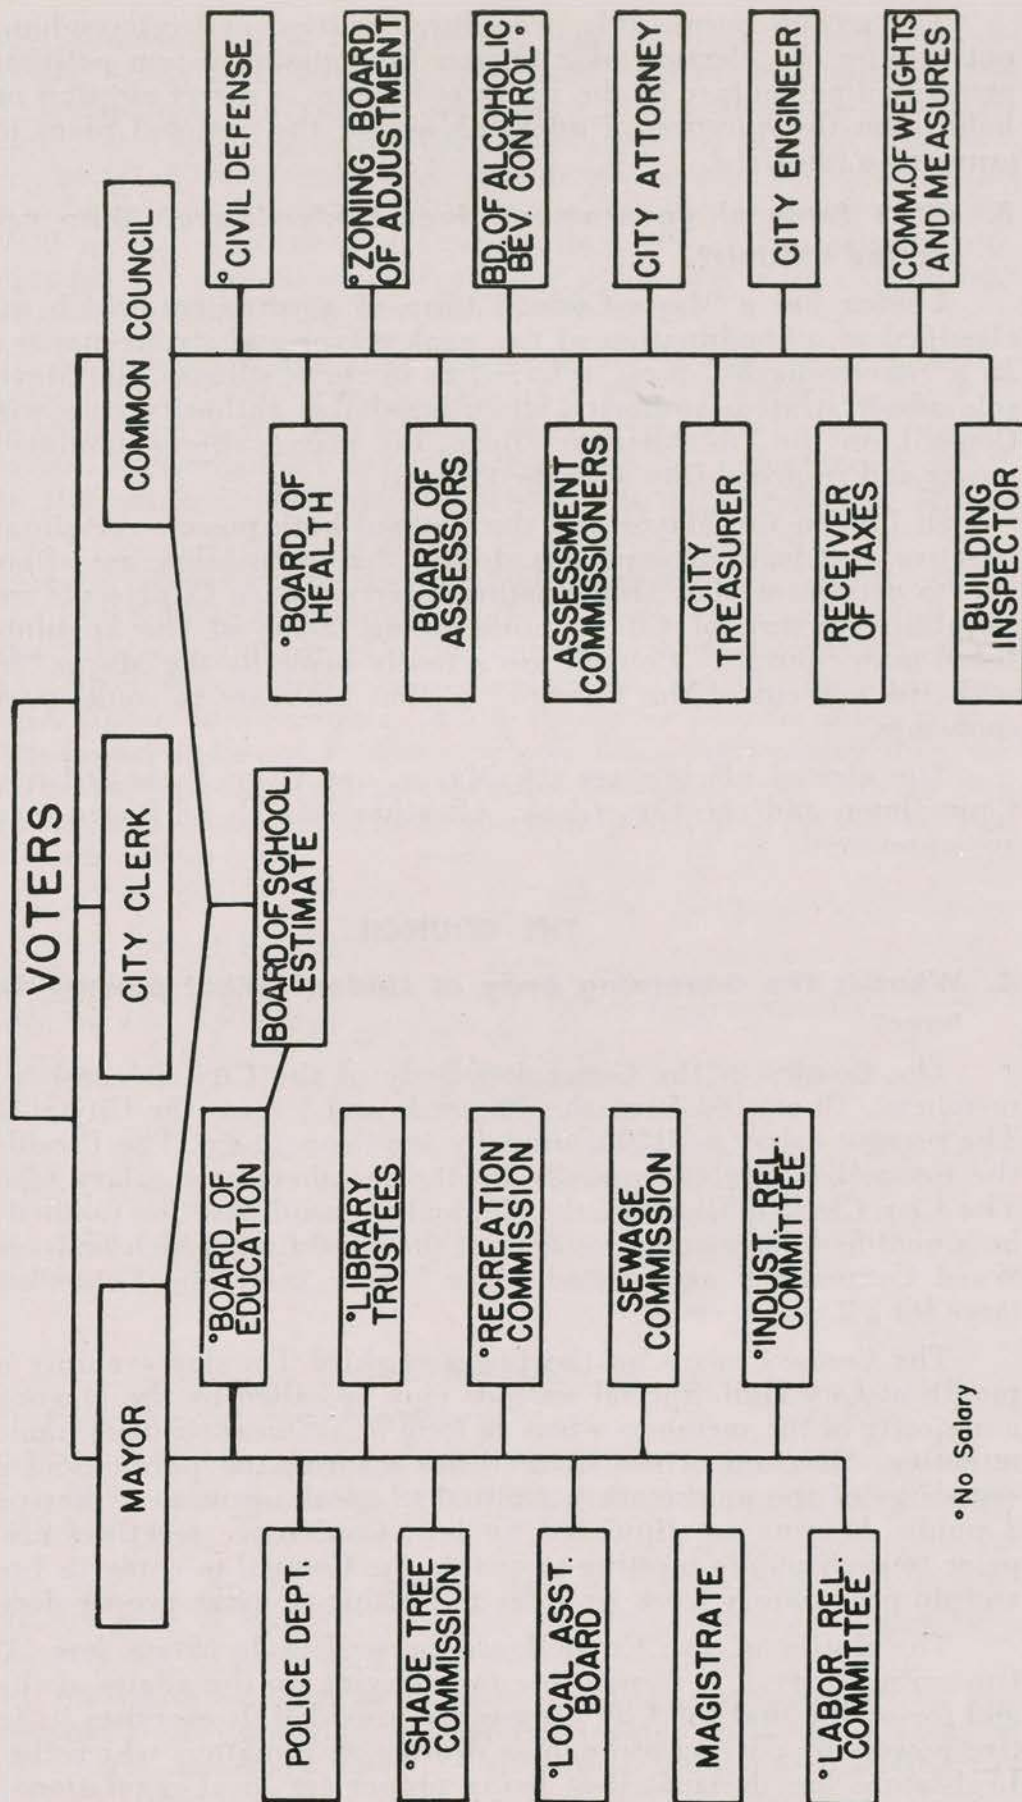 VOTERS
MAYOR
CITY CLERK
COMMON COUNCIL
BOARD OF SCHOOL
ESTIMATE
POLICE DEPT.
°SHADE TREE
COMMISSION
°LOCAL ASST.
BOARD
MAGISTRATE
°LABOR REL.
COMMITTEE
°BOARD OF
EDUCATION
°LIBRARY
TRUSTEES
°RECREATION
COMMISSION
SEWAGE
COMMISSION
°INDUST. REL.
COMMITTEE
°BOARD OF
HEALTH
BOARD OF
ASSESSORS
ASSESSMENT
COMMISSIONERS
CITY
TREASURER
RECEIVER
OF TAXES
BUILDING
INSPECTOR
°CIVIL DEFENSE
°ZONING BOARD
OF ADJUSTMENT
BD. OF ALCOHOLIC
BEV. CONTROL°
CITY ATTORNEY
CITY ENGINEER
COMM. OF WEIGHTS
AND MEASURES
°No Salary